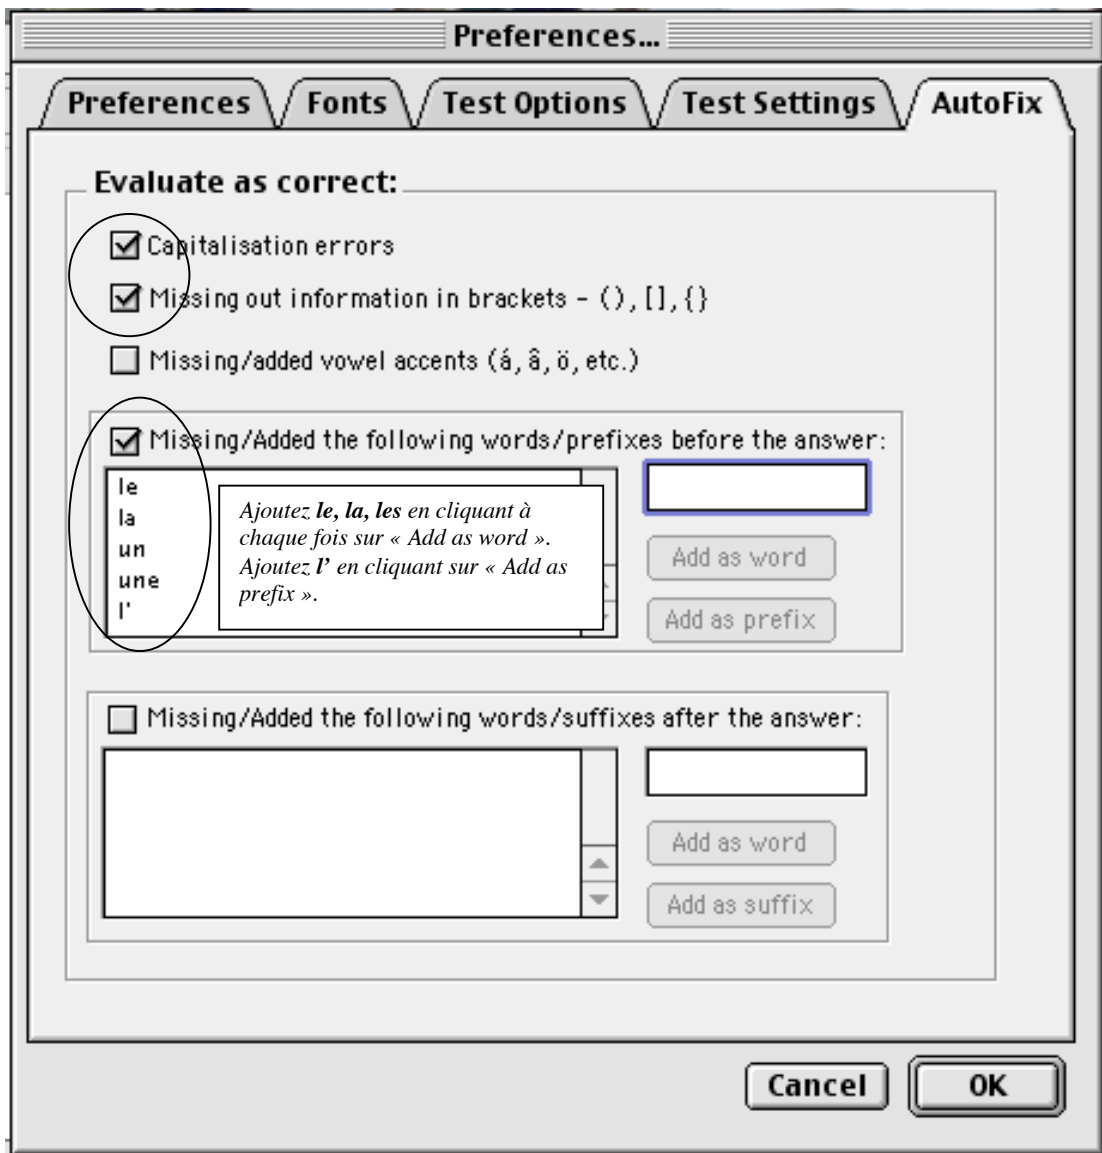 Preferences...
Preferences Fonts Test Options Test Settings AutoFix
Evaluate as correct:
Capitalisation errors
Missing out information in brackets - (), [], {}
Missing/added vowel accents (á, â, ö, etc.)
Missing/Added the following words/prefixes before the answer:
le
la
un
une
l'
Ajoutez le, la, les en cliquant à
chaque fois sur « Add as word ».
Ajoutez l’ en cliquant sur « Add as
prefix ».
Add as word
Add as prefix
Missing/Added the following words/suffixes after the answer:
Add as word
Add as suffix
Cancel OK